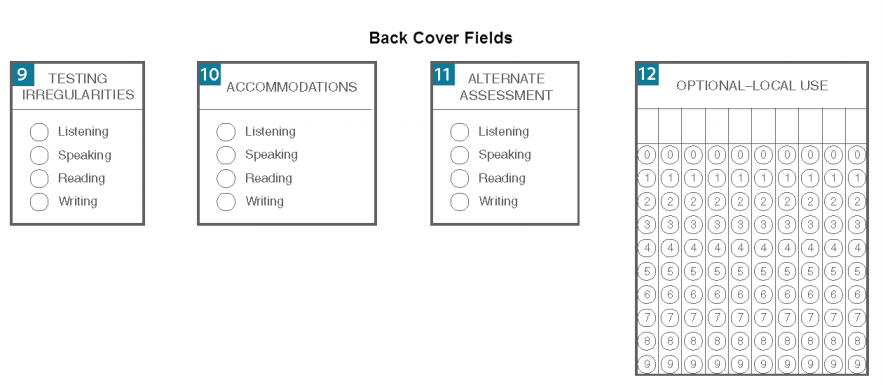 Back Cover Fields
9 TESTING
IRREGULARITIES
Listening
Speaking
Reading
Writing
10 ACCOMMODATIONS
Listening
Speaking
Reading
Writing
11 ALTERNATE
ASSESSMENT
Listening
Speaking
Reading
Writing
12 OPTIONAL–LOCAL USE
0 0 0 0 0 0 0 0 0 0
1 1 1 1 1 1 1 1 1 1
2 2 2 2 2 2 2 2 2 2
3 3 3 3 3 3 3 3 3 3
4 4 4 4 4 4 4 4 4 4
5 5 5 5 5 5 5 5 5 5
6 6 6 6 6 6 6 6 6 6
7 7 7 7 7 7 7 7 7 7
8 8 8 8 8 8 8 8 8 8
9 9 9 9 9 9 9 9 9 9